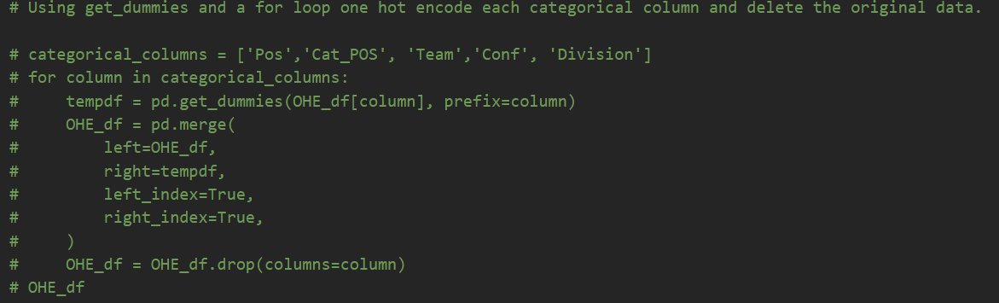 # Using get_dummies and a for loop one hot encode each categorical column and delete the original data.
# categorical_columns = ['Pos','Cat_POS', 'Team','Conf', 'Division']
# for column in categorical_columns:
#     tempdf = pd.get_dummies(OHE_df[column], prefix=column)
#     OHE_df = pd.merge(
#         left=OHE_df,
#         right=tempdf,
#         left_index=True,
#         right_index=True,
#     )
#     OHE_df = OHE_df.drop(columns=column)
# OHE_df